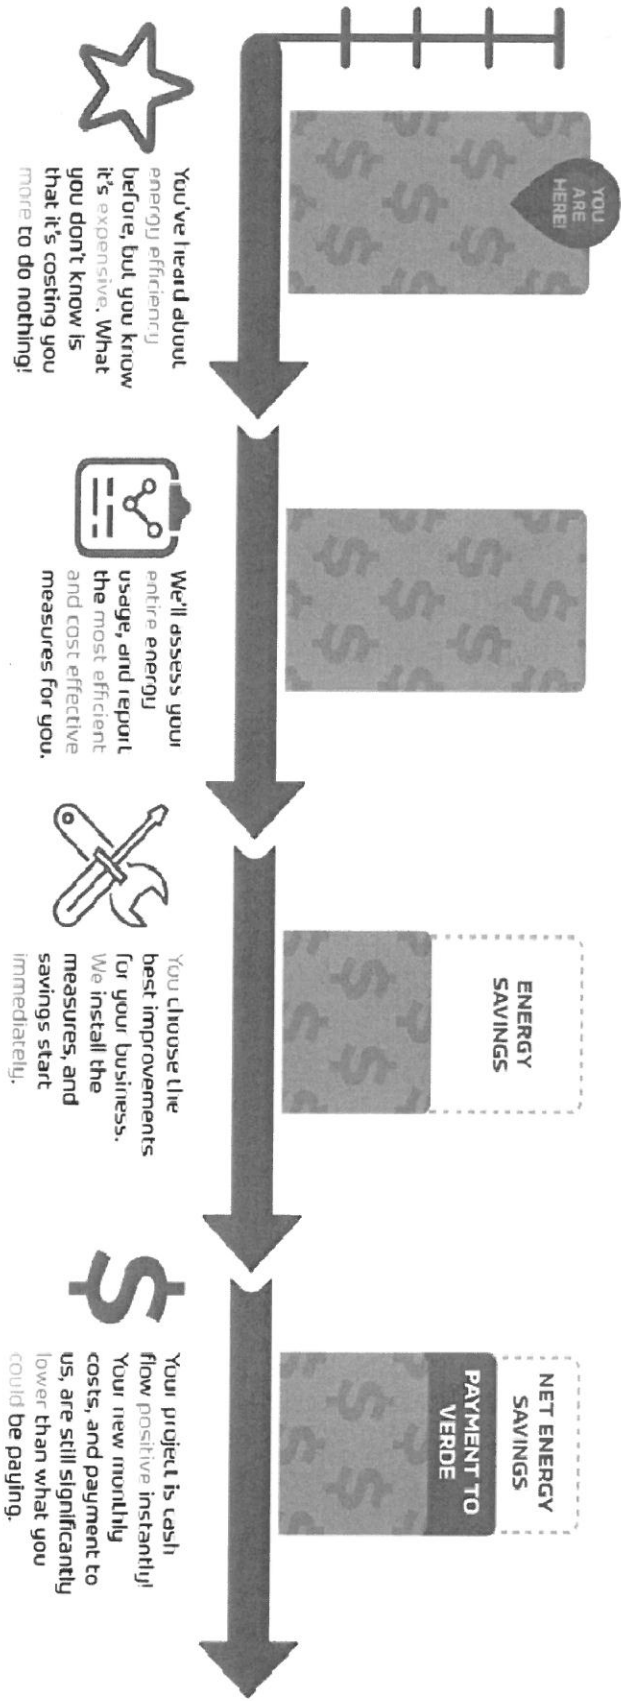 YOU
ARE
HERE!
You've heard about
energy efficiency
before, but you know
it's expensive. What
you don't know is
that it's costing you
more to do nothing!
We'll assess your
entire energy
usage, and report
the most efficient
and cost effective
measures for you.
ENERGY
SAVINGS
You choose the
best improvements
for your business.
We install the
measures, and
savings start
immediately.
NET ENERGY
SAVINGS
PAYMENT TO
VERDE
Your project is cash
flow positive instantly!
Your new monthly
costs, and payment to
us, are still significantly
lower than what you
could be paying.